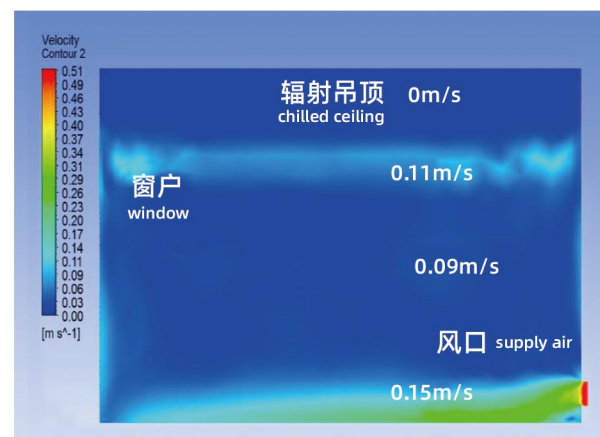 Velocity
Contour 2
0.51
0.49
0.46
0.43
0.40
0.37
0.34
0.31
0.29
0.26
0.23
0.20
0.17
0.14
0.11
0.09
0.06
0.03
0.00
[m s^-1]
辐射吊顶 0m/s
chilled ceiling
0.11m/s
窗户
window
0.09m/s
风口 supply air
0.15m/s